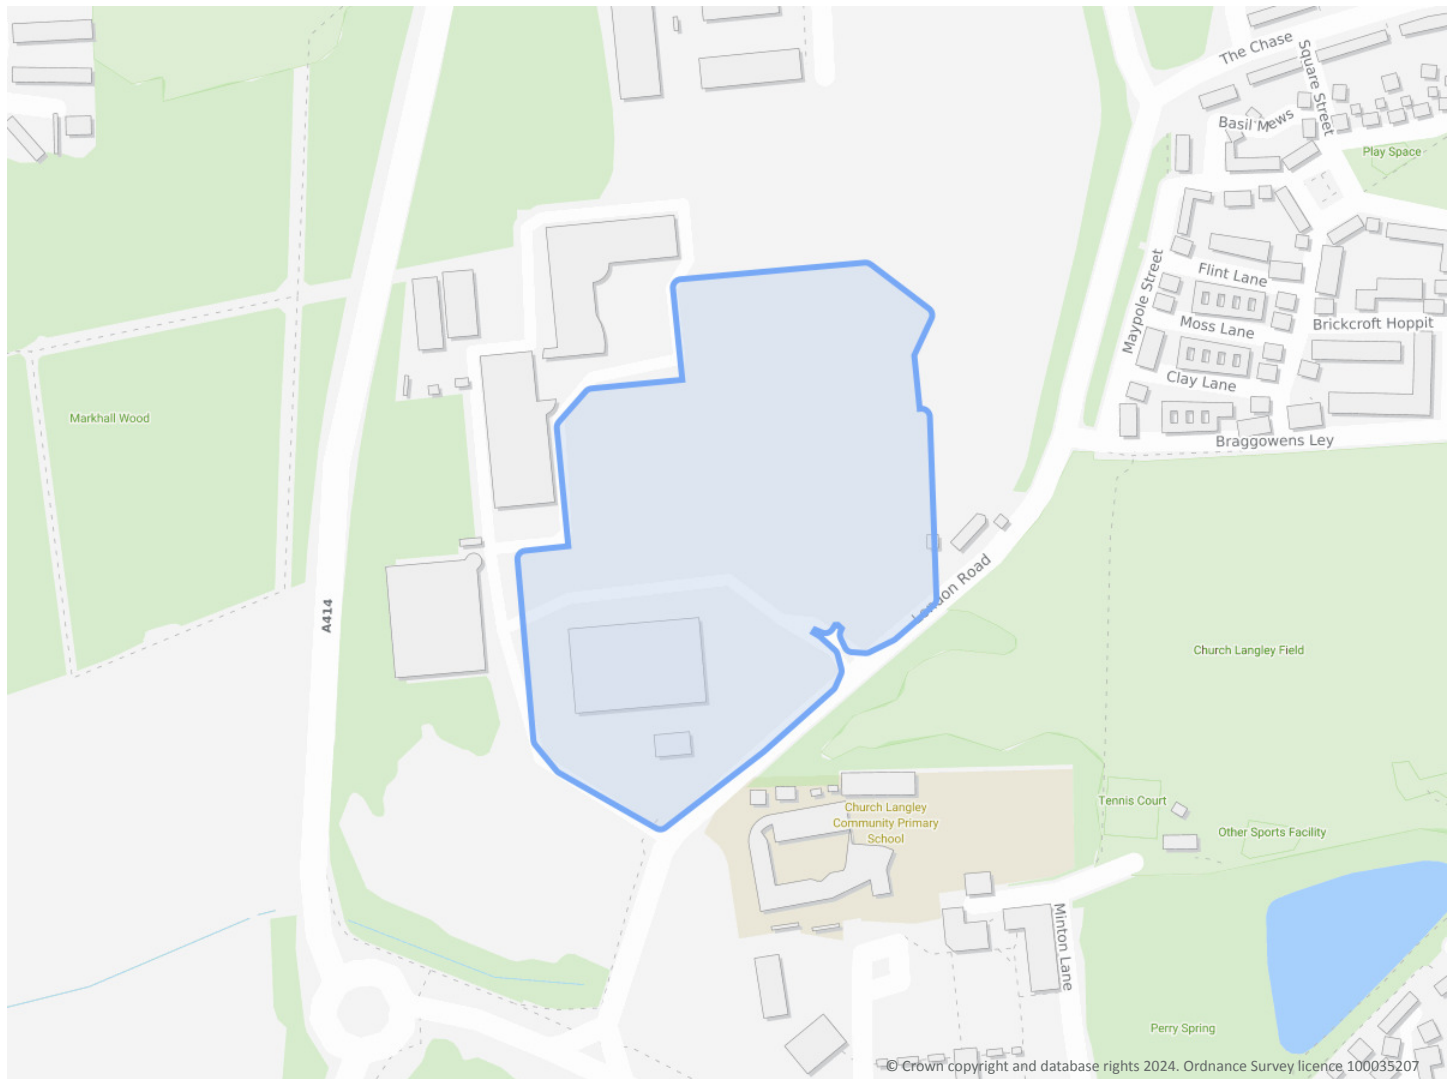 The Chase
Square Street
Basil Mews
Play Space
Maypole Street
Flint Lane
Moss Lane
Brickcroft Hoppit
Clay Lane
Braggowens Ley
Markhall Wood
A414
London Road
Church Langley Field
Church Langley
Community Primary
School
Tennis Court
Other Sports Facility
Minton Lane
Perry Spring
© Crown copyright and database rights 2024. Ordnance Survey licence 100035207